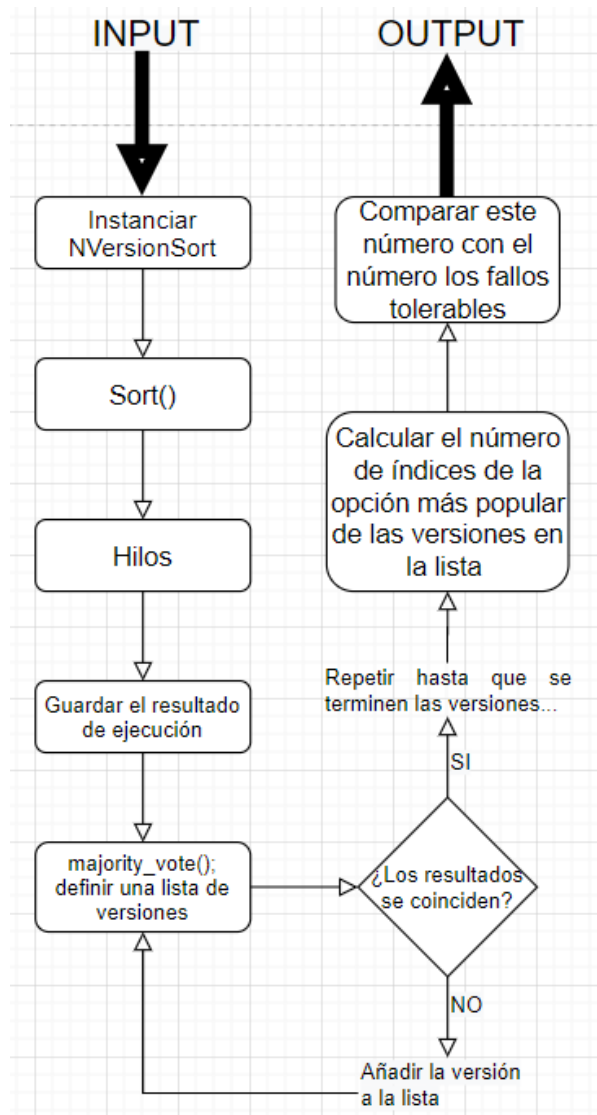 INPUT
OUTPUT
Instanciar
NVersionSort
Sort()
Hilos
Guardar el resultado
de ejecución
majority_vote();
definir una lista de
versiones
¿Los resultados
se coinciden?
NO
Añadir la versión
a la lista
SI
Repetir hasta que se
terminen las versiones...
Calcular el número
de índices de la
opción más popular
de las versiones en
la lista
Comparar este
número con el
número los fallos
tolerables